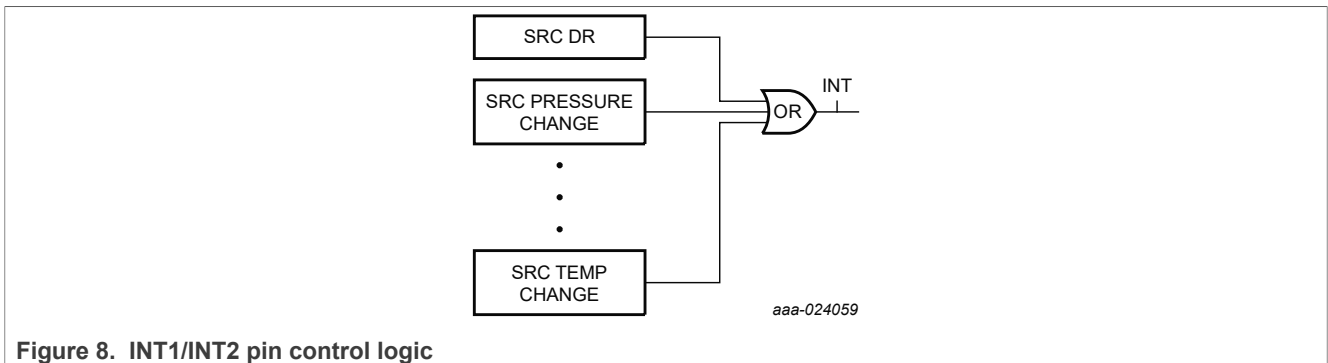 SRC DR
SRC PRESSURE
CHANGE
SRC TEMP
CHANGE
OR
INT
aaa-024059
Figure 8. INT1/INT2 pin control logic